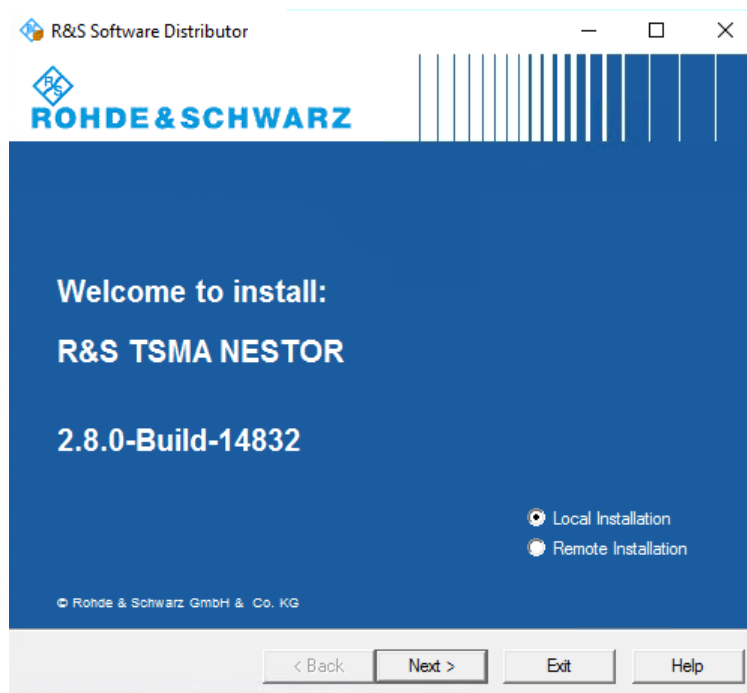 R&S Software Distributor
R&S
ROHDE&SCHWARZ
Welcome to install:
R&S TSMA NESTOR
2.8.0-Build-14832
Local Installation
Remote Installation
© Rohde & Schwarz GmbH & Co. KG
< Back Next > Exit Help